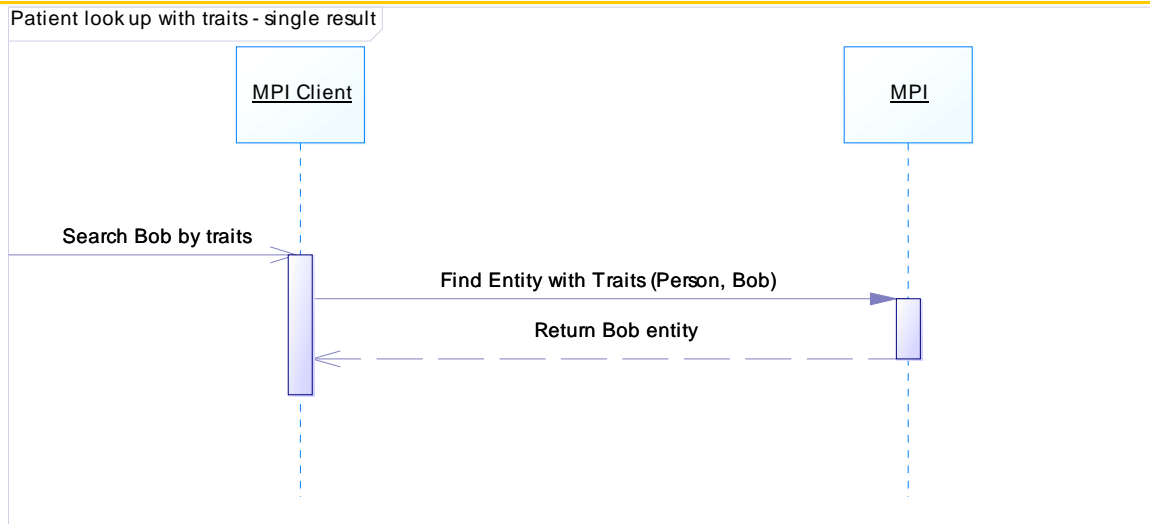 Patient look up with traits - single result
MPI Client
MPI
Search Bob by traits
Find Entity with Traits (Person, Bob)
Return Bob entity